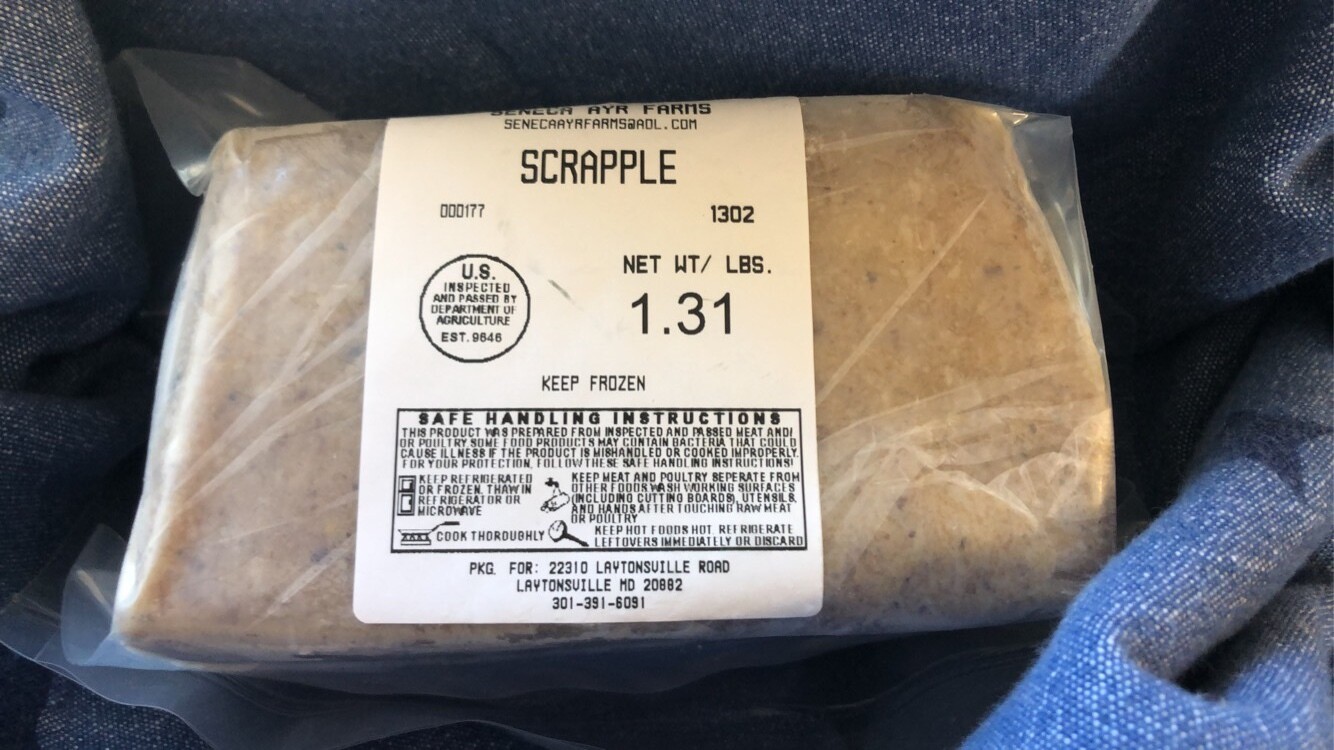 SENECA AYR FARMS
SENECAAYRFARMS@AOL.COM
SCRAPPLE
000177
1302
U.S.
INSPECTED
AND PASSED BY
DEPARTMENT OF
AGRICULTURE
EST. 9646
NET WT/ LBS.
1.31
KEEP FROZEN
SAFE HANDLING INSTRUCTIONS
THIS PRODUCT WAS PREPARED FROM INSPECTED AND PASSED MEAT AND/
OR POULTRY SOME FOOD PRODUCTS MAY CONTAIN BACTERIA THAT COULD
CAUSE ILLNESS IF THE PRODUCT IS MISHANDLED OR COOKED IMPROPERLY.
FOR YOUR PROTECTION, FOLLOW THESE SAFE HANDLING INSTRUCTIONS!
KEEP REFRIGERATED
OR FROZEN. THAW IN
REFRIGERATOR OR
MICROWAVE
KEEP MEAT AND POULTRY SEPERATE FROM
OTHER FOODS WASH WORKING SURFACES
(INCLUDING CUTTING BOARDS), UTENSILS,
AND HANDS AFTER TOUCHING RAW MEAT
OR POULTRY
COOK THOROUGHLY
KEEP HOT FOODS HOT REFRIGERATE
LEFTOVERS IMMEDIATELY OR DISCARD
PKG. FOR: 22310 LAYTONSVILLE ROAD
LAYTONSVILLE MD 20882
301-391-6091